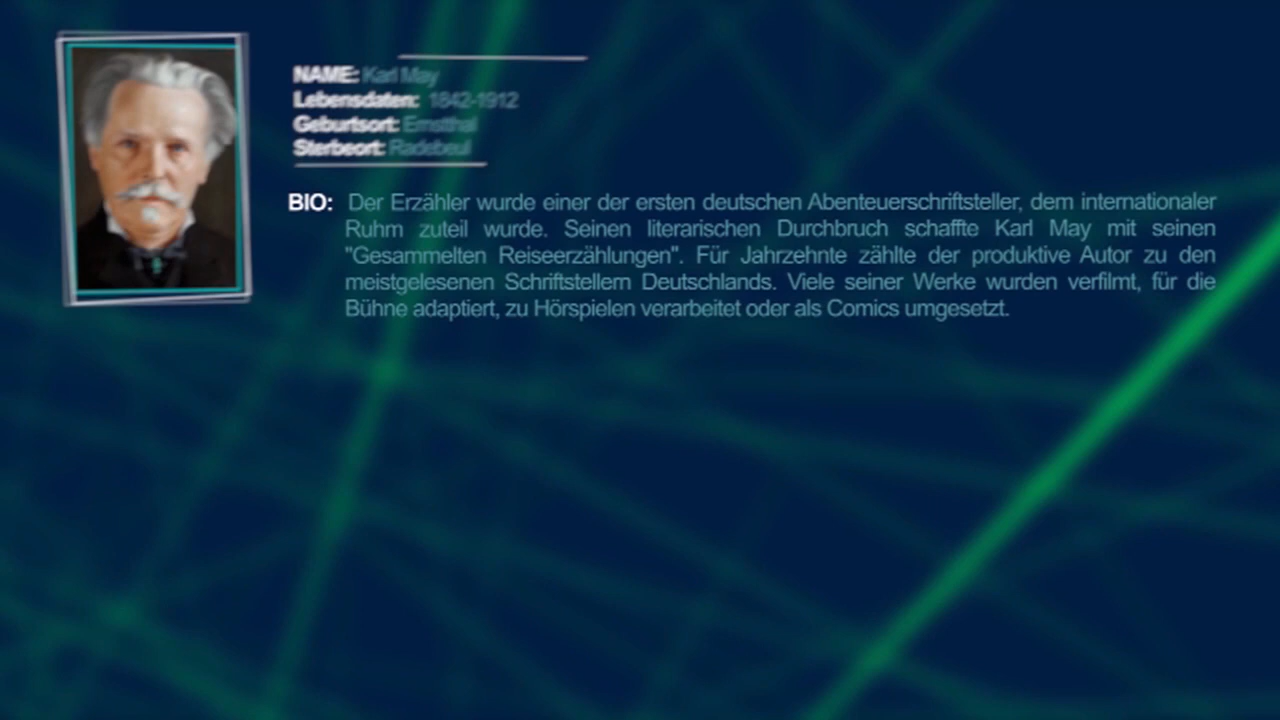 NAME: Karl May
Lebensdaten: 1842-1912
Geburtsort: Ernstthal
Sterbeort: Radebeul
BIO: Der Erzähler wurde einer der ersten deutschen Abenteuerschriftsteller, dem internationaler
Ruhm zuteil wurde. Seinen literarischen Durchbruch schaffte Karl May mit seinen
"Gesammelten Reiseerzählungen". Für Jahrzehnte zählte der produktive Autor zu den
meistgelesenen Schriftstellern Deutschlands. Viele seiner Werke wurden verfilmt, für die
Bühne adaptiert, zu Hörspielen verarbeitet oder als Comics umgesetzt.